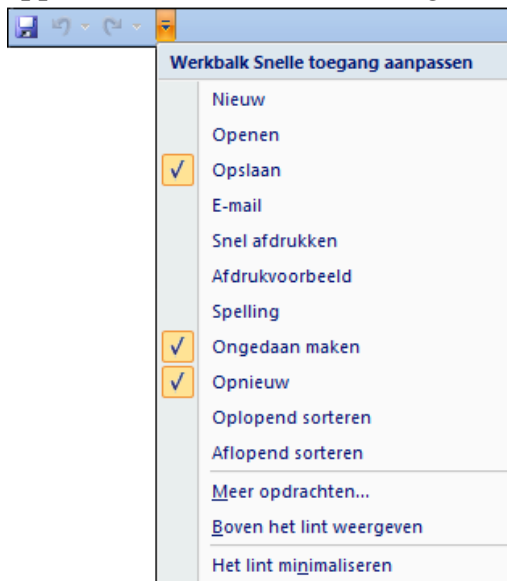 Werkbalk Snelle toegang aanpassen
Nieuw
Openen
Opslaan
E-mail
Snel afdrukken
Afdrukvoorbeeld
Spelling
Ongedaan maken
Opnieuw
Oplopend sorteren
Aflopend sorteren
Meer opdrachten...
Boven het lint weergeven
Het lint minimaliseren